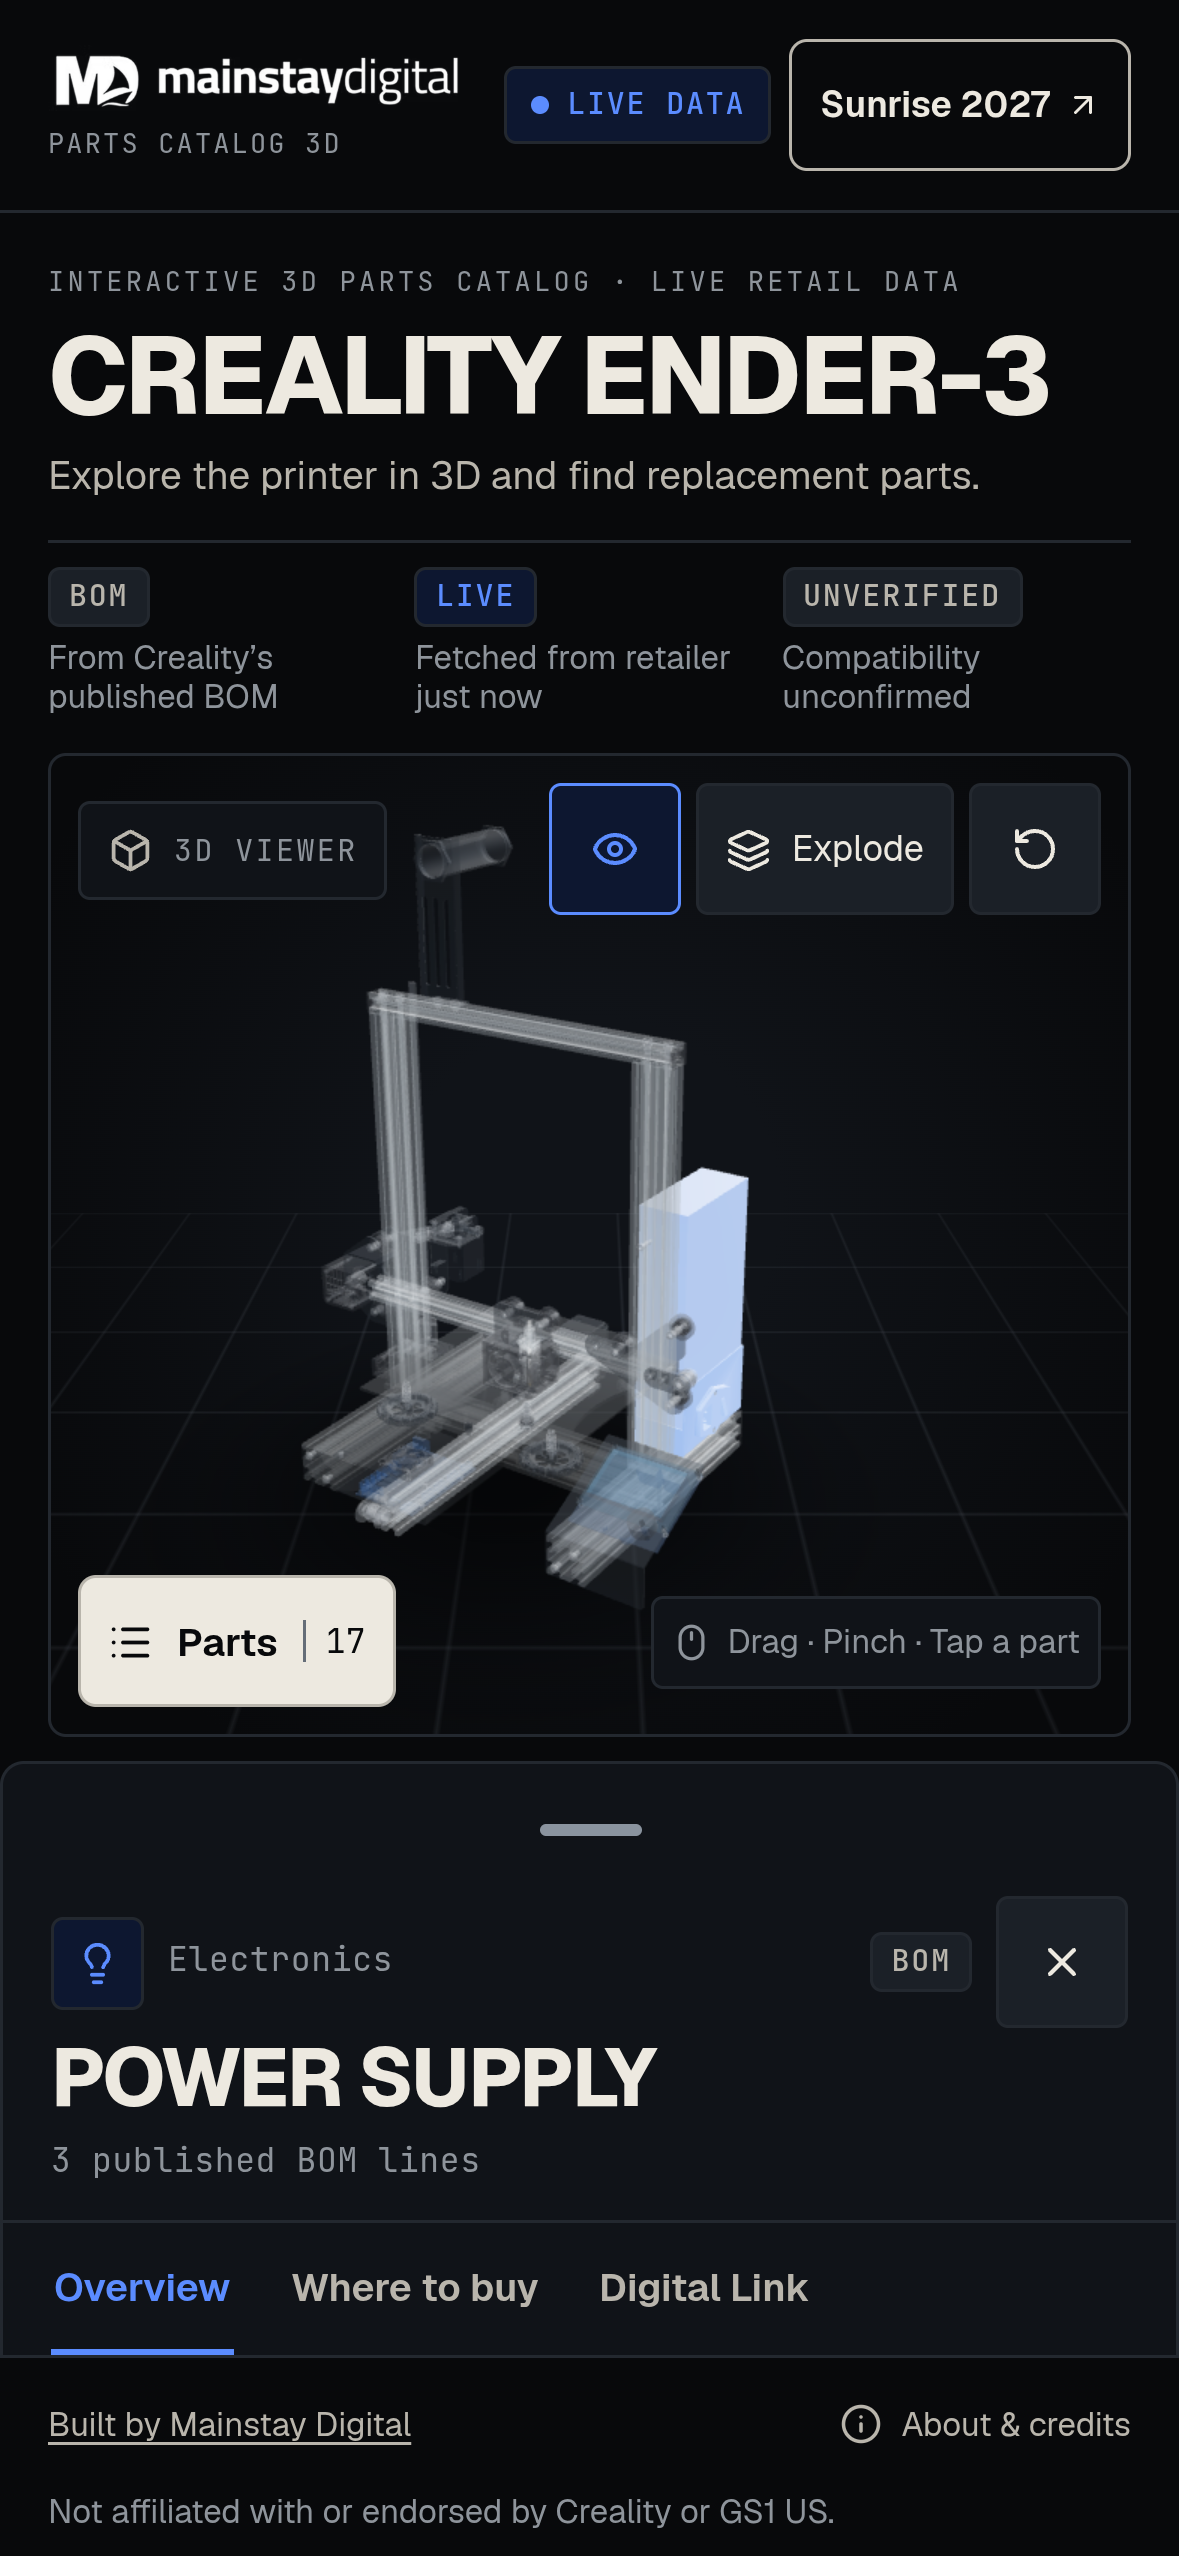 MD mainstaydigital
PARTS CATALOG 3D
LIVE DATA
Sunrise 2027
INTERACTIVE 3D PARTS CATALOG · LIVE RETAIL DATA
CREALITY ENDER-3
Explore the printer in 3D and find replacement parts.
BOM
From Creality’s
published BOM
LIVE
Fetched from retailer
just now
UNVERIFIED
Compatibility
unconfirmed
3D VIEWER
Explode
Parts | 17
Drag · Pinch · Tap a part
Electronics
BOM
POWER SUPPLY
3 published BOM lines
Overview
Where to buy
Digital Link
Built by Mainstay Digital
About & credits
Not affiliated with or endorsed by Creality or GS1 US.